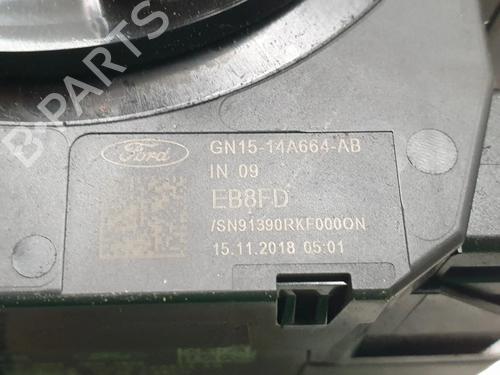 B-PARTS
Ford
GN15-14A664-AB
IN 09
EB8FD
/SN91390RKF000ON
15.11.2018 05:01